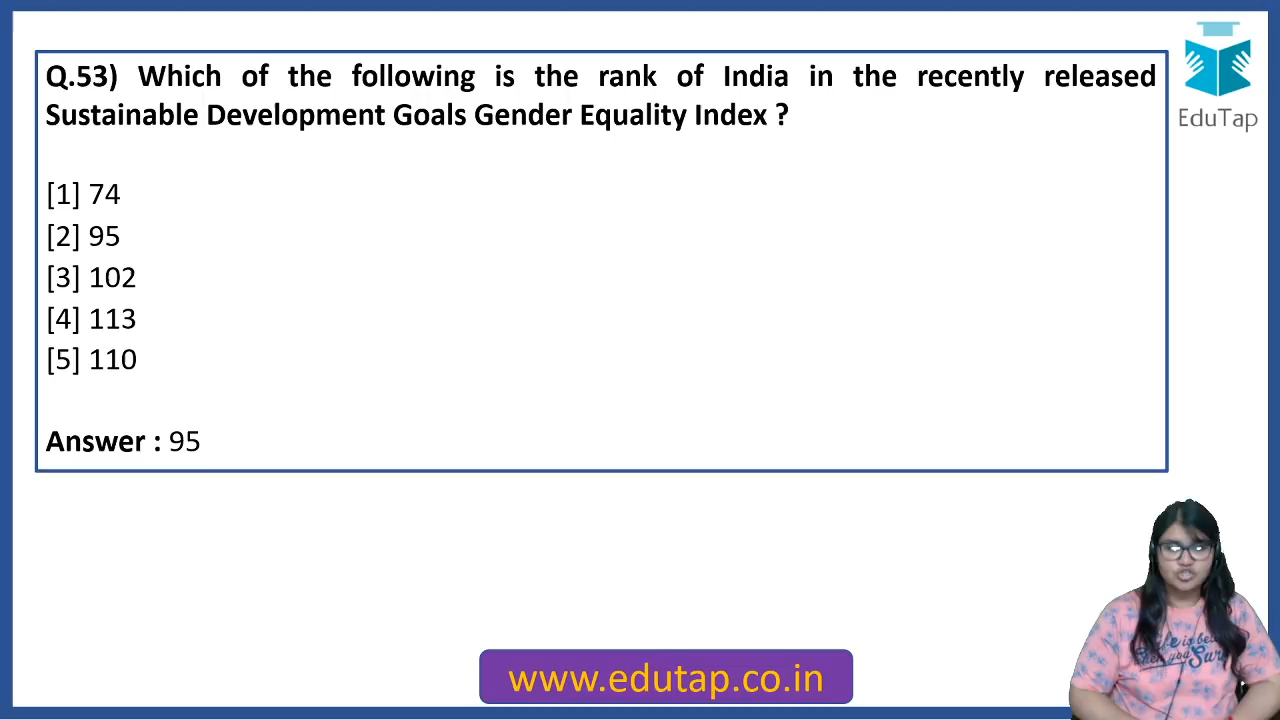 Q.53) Which of the following is the rank of India in the recently released
Sustainable Development Goals Gender Equality Index ?
[1] 74
[2] 95
[3] 102
[4] 113
[5] 110
Answer : 95
EduTap
www.edutap.co.in